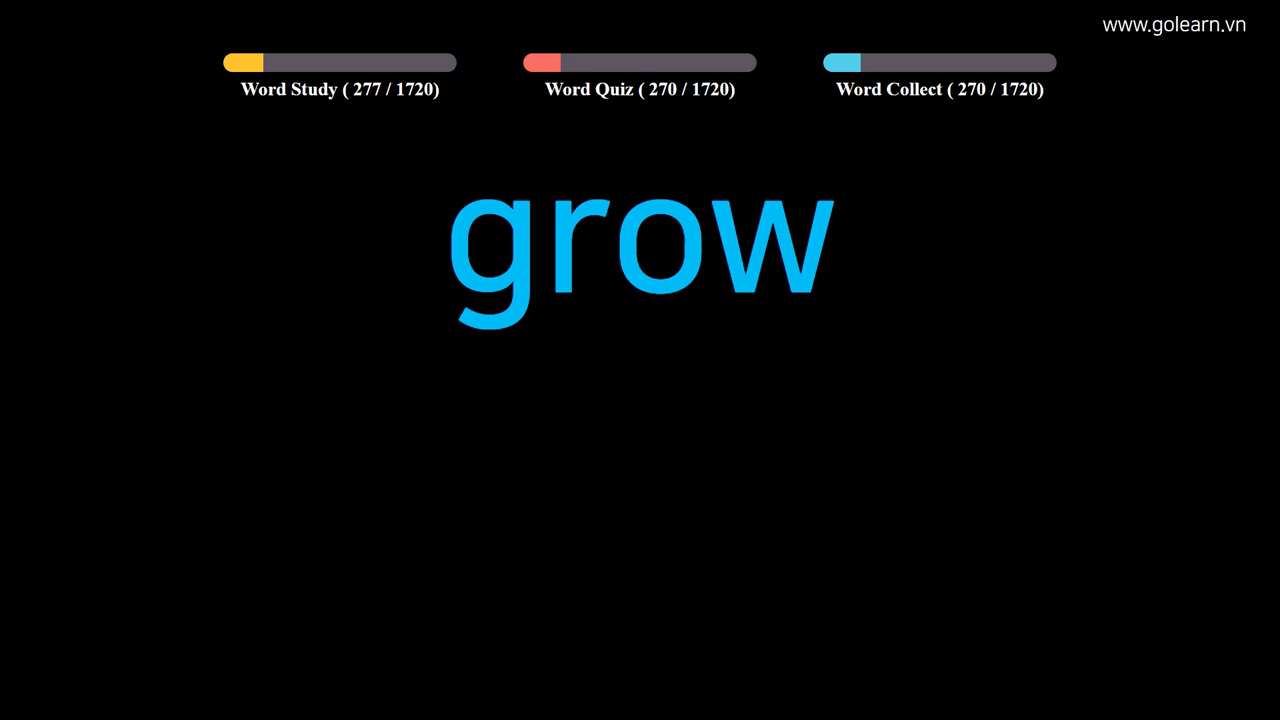 www.golearn.vn
Word Study ( 277 / 1720)
Word Quiz ( 270 / 1720)
Word Collect ( 270 / 1720)
grow